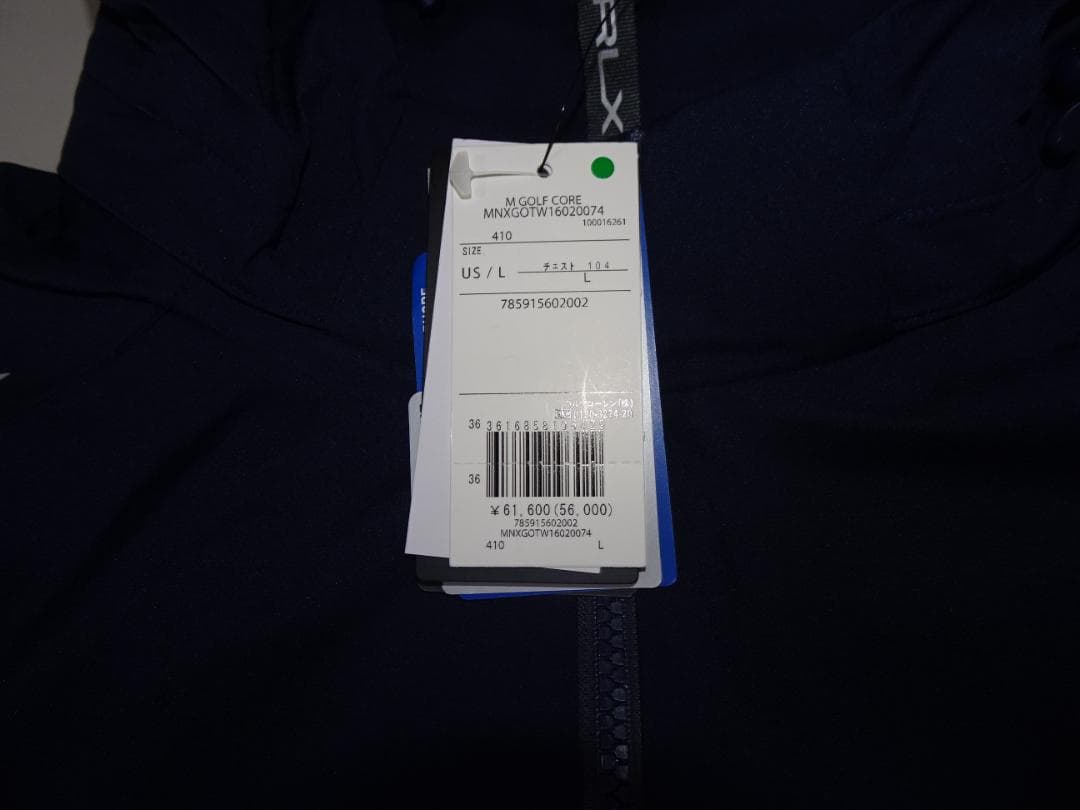 RLX
M GOLF CORE
MNXGOTW16020074
100016261
410
SIZE
US / L
チェスト 104
L
785915602002
36
36
¥61,600(56,000)
785915602002
MNXGOTW16020074
410 L